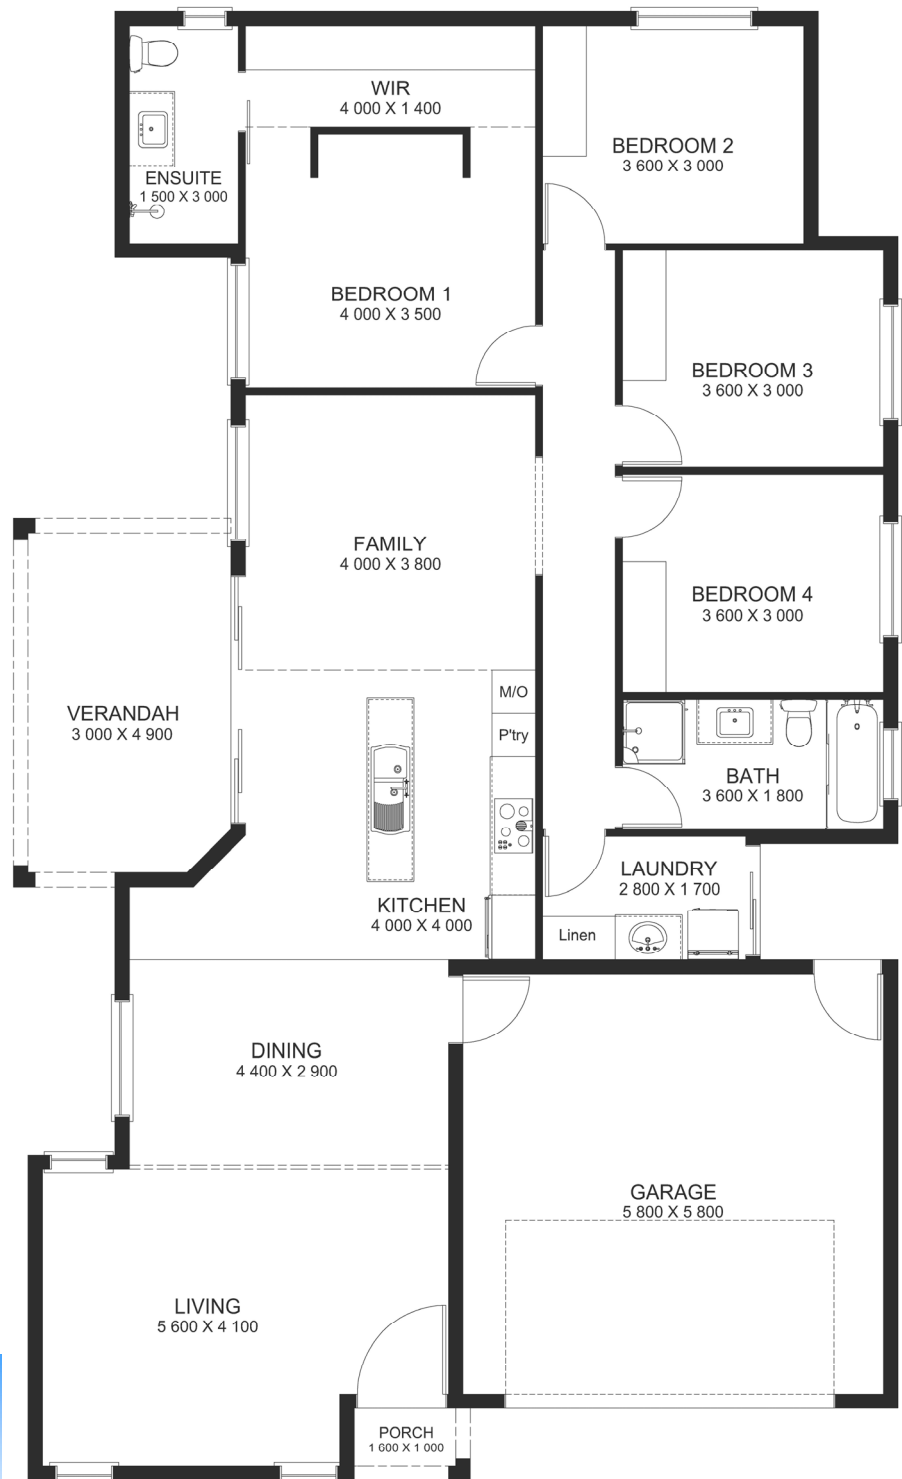 WIR
4 000 X 1 400
BEDROOM 2
3 600 X 3 000
ENSUITE
1 500 X 3 000
BEDROOM 1
4 000 X 3 500
BEDROOM 3
3 600 X 3 000
FAMILY
4 000 X 3 800
BEDROOM 4
3 600 X 3 000
M/O
VERANDAH
3 000 X 4 900
P'try
BATH
3 600 X 1 800
LAUNDRY
2 800 X 1 700
KITCHEN
4 000 X 4 000
Linen
DINING
4 400 X 2 900
GARAGE
5 800 X 5 800
LIVING
5 600 X 4 100
PORCH
1 600 X 1 000